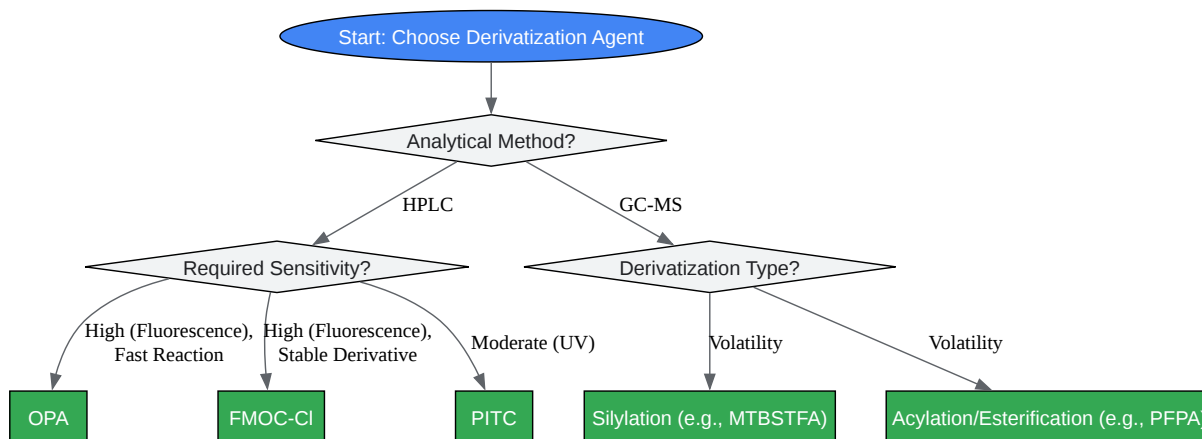 Start: Choose Derivatization Agent
Analytical Method?
HPLC
GC-MS
Required Sensitivity?
Derivatization Type?
High (Fluorescence),
Fast Reaction
High (Fluorescence),
Stable Derivative
Moderate (UV)
Volatility
Volatility
OPA
FMOC-Cl
PITC
Silylation (e.g., MTBSTFA)
Acylation/Esterification (e.g., PFPA)